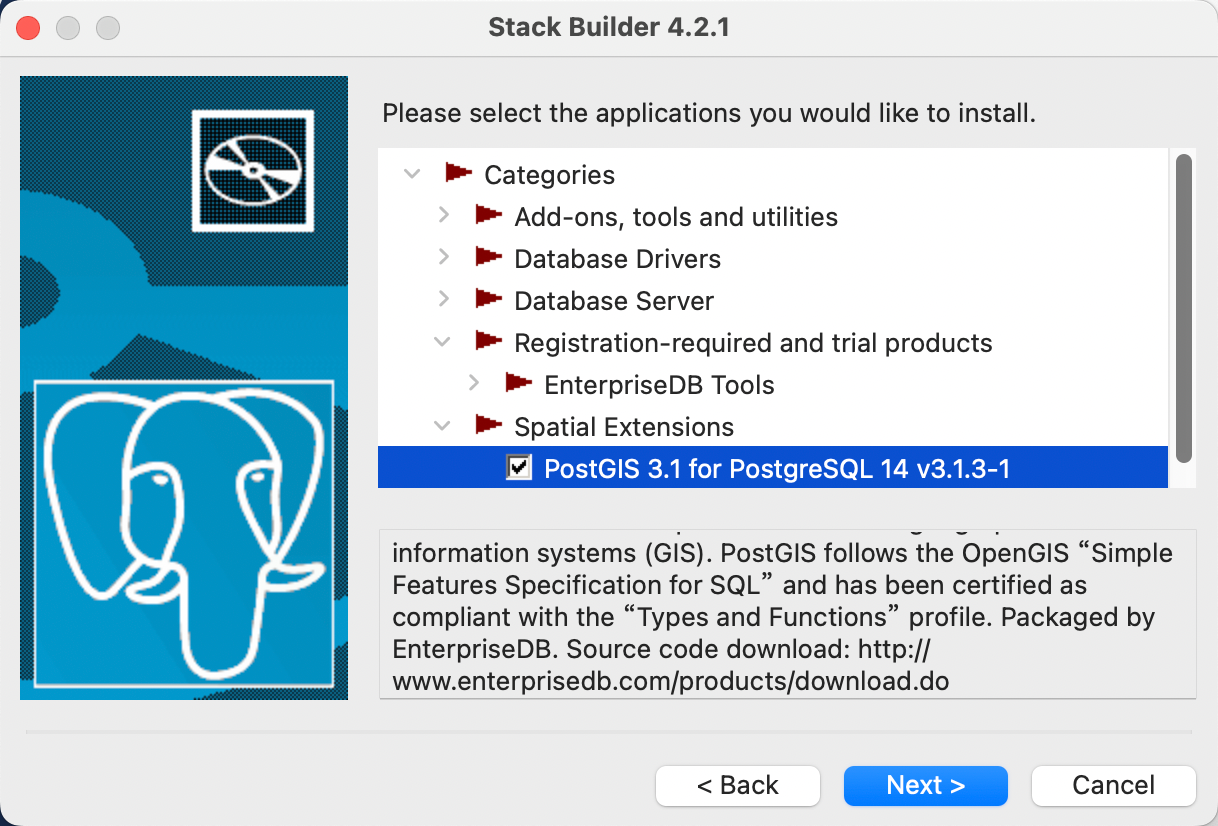 Stack Builder 4.2.1
Please select the applications you would like to install.
Categories
Add-ons, tools and utilities
Database Drivers
Database Server
Registration-required and trial products
EnterpriseDB Tools
Spatial Extensions
PostGIS 3.1 for PostgreSQL 14 v3.1.3-1
information systems (GIS). PostGIS follows the OpenGIS “Simple
Features Specification for SQL” and has been certified as
compliant with the “Types and Functions” profile. Packaged by
EnterpriseDB. Source code download: http://
www.enterprisedb.com/products/download.do
< Back
Next >
Cancel